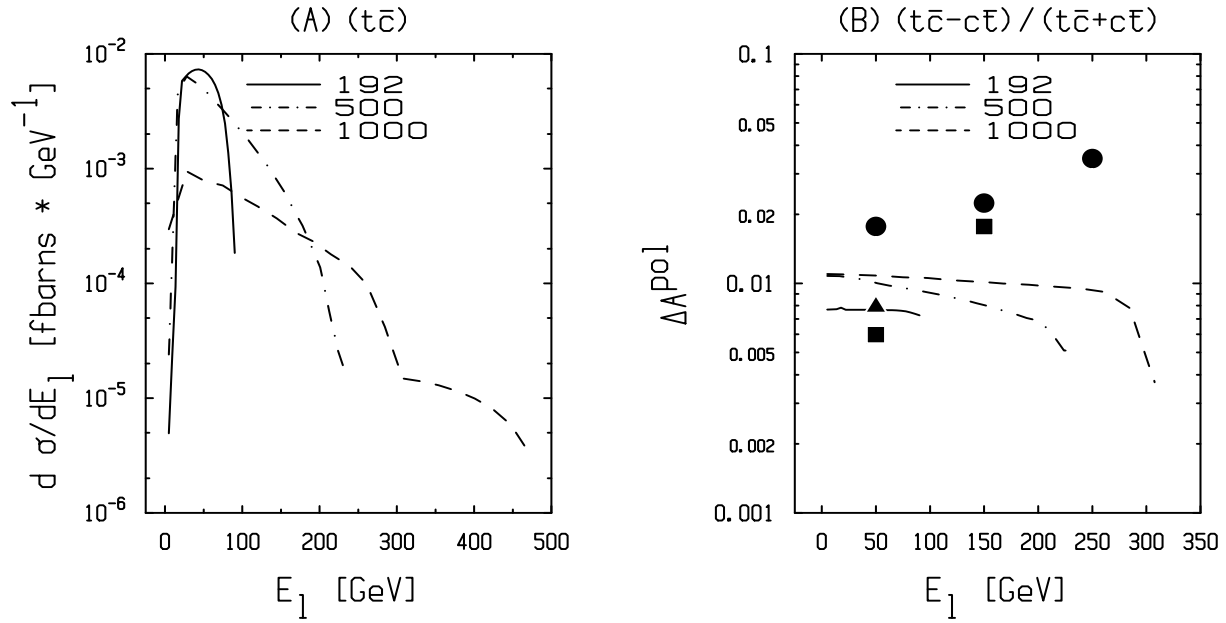 (A) (tc̄)
10⁻²
10⁻³
10⁻⁴
10⁻⁵
10⁻⁶
d σ/dE_l [fbarns * GeV⁻¹]
192
500
1000
0 100 200 300 400 500
E_l [GeV]
(B) (tc̄−ct̄)/(tc̄+ct̄)
0.1
0.05
0.02
0.01
0.005
0.002
0.001
ΔA^pol
192
500
1000
0 50 100 150 200 250 300 350
E_l [GeV]